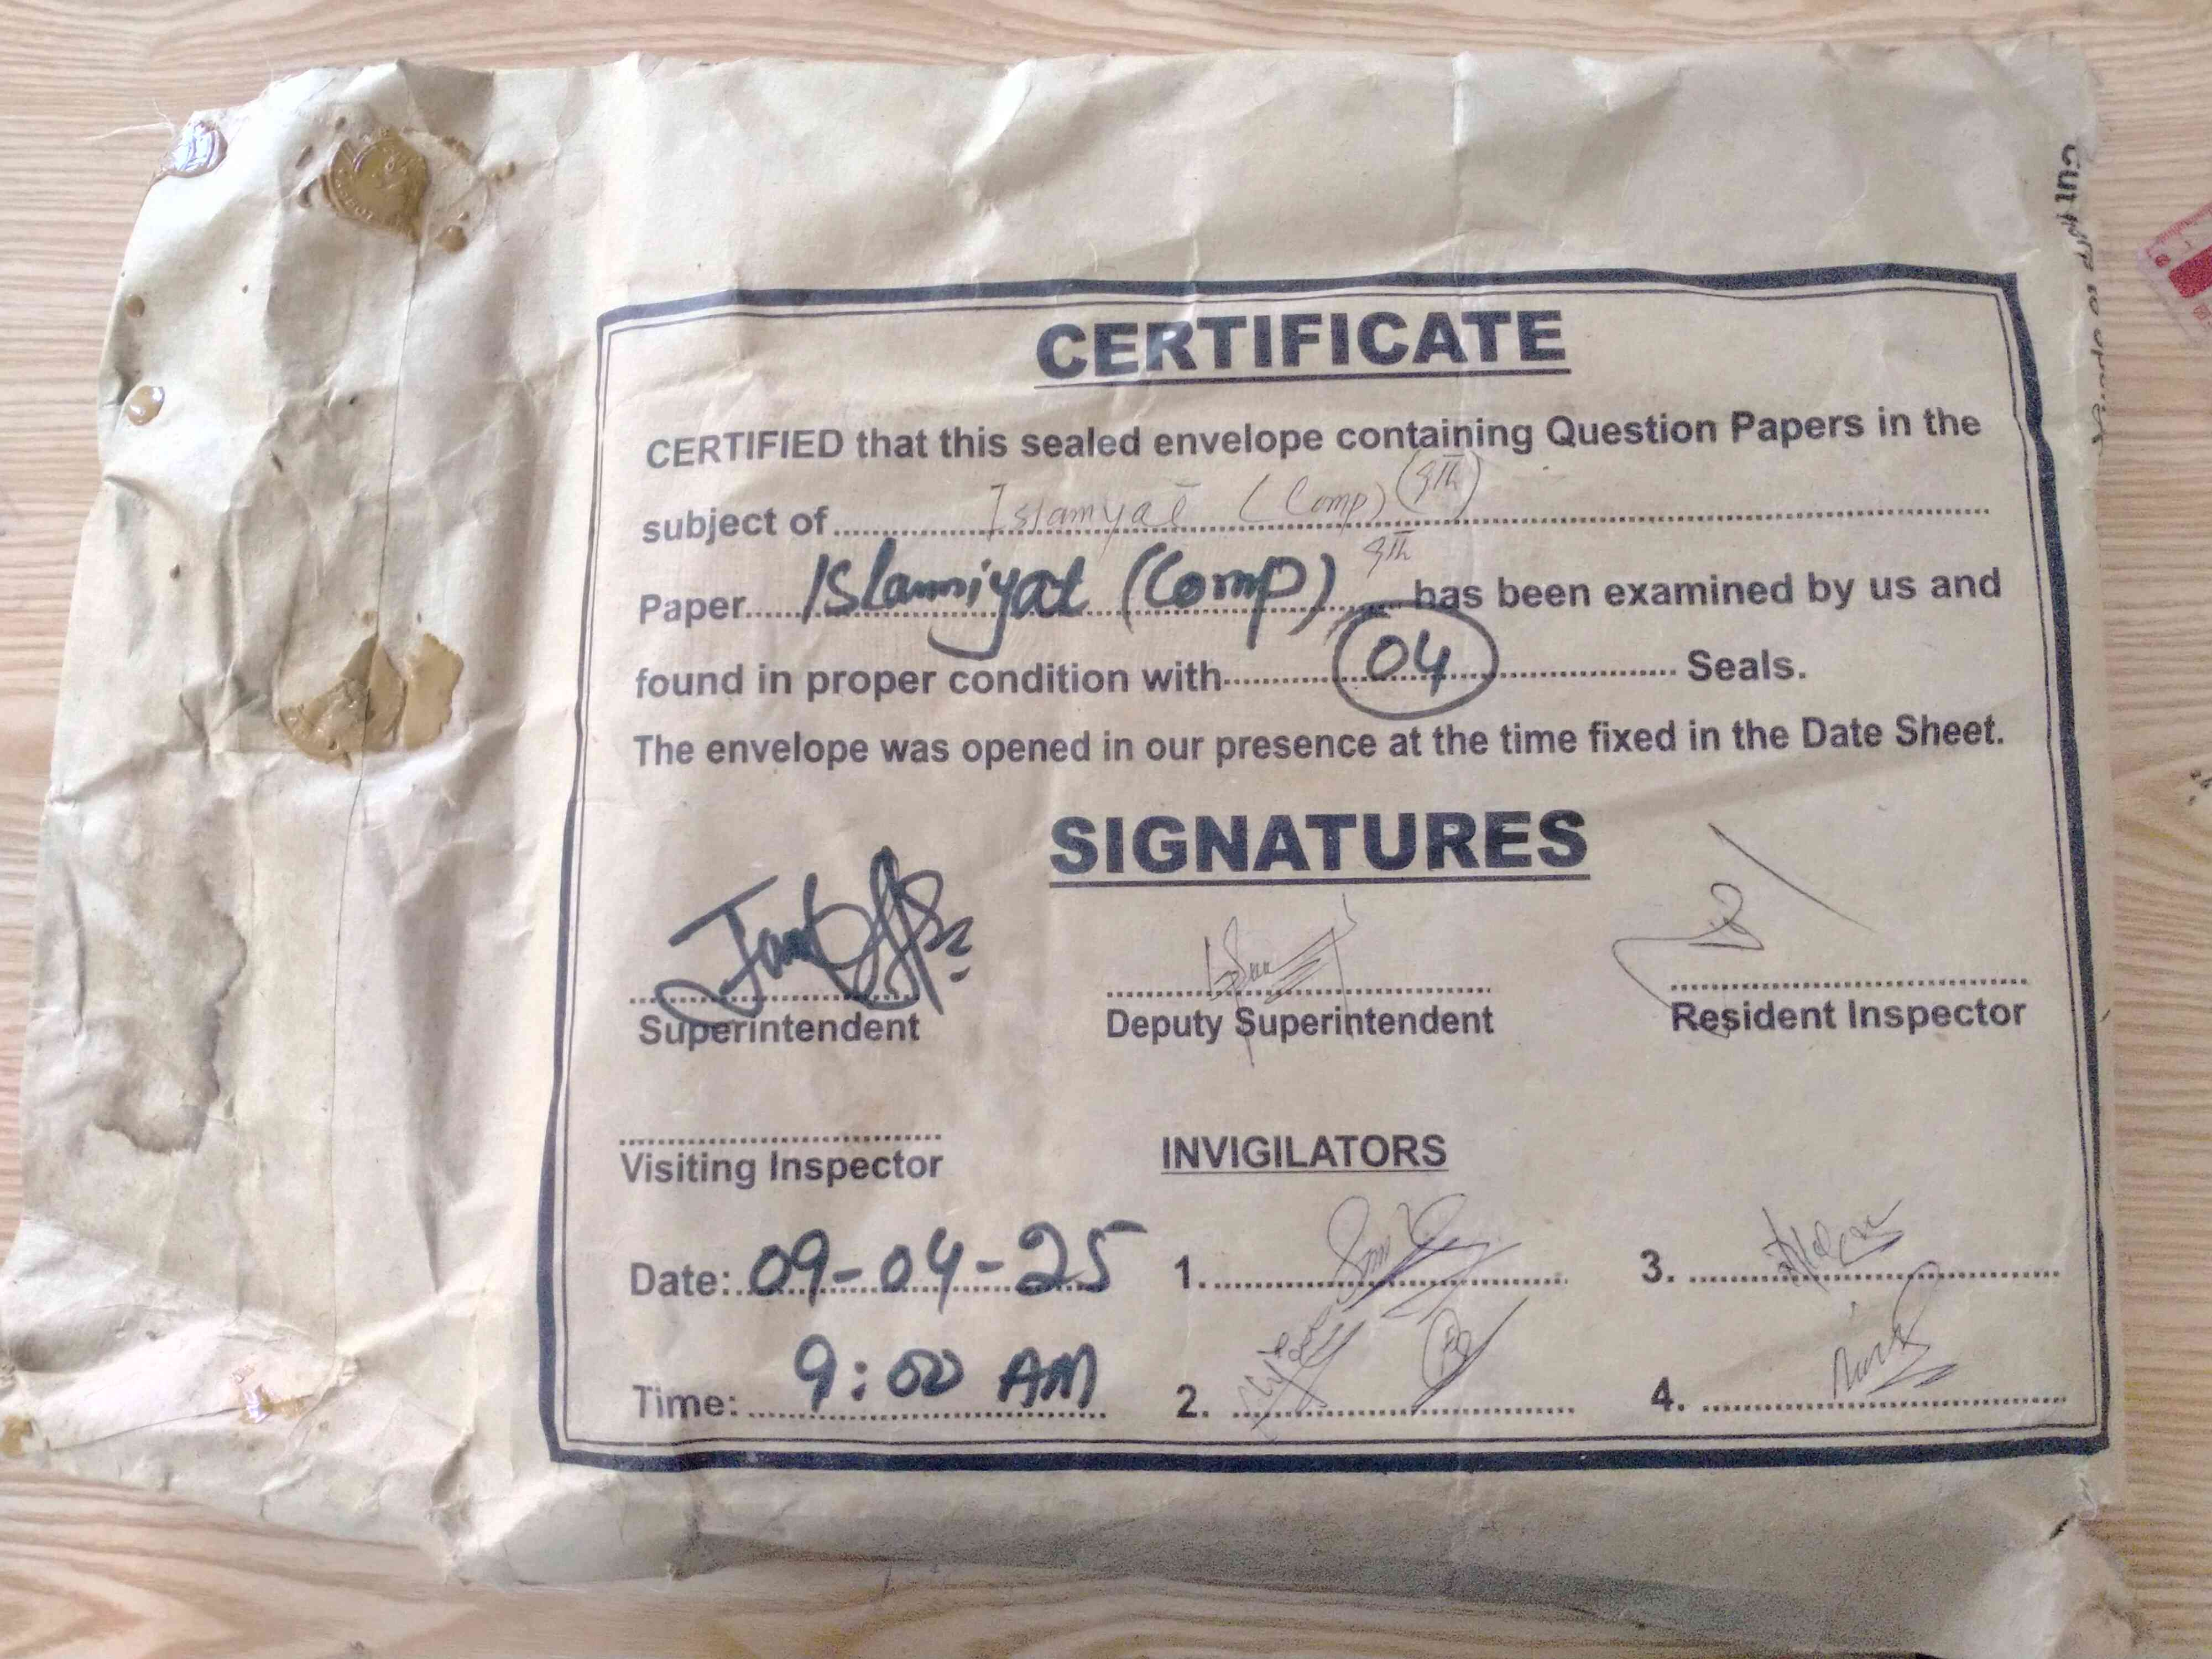 CERTIFICATE
CERTIFIED that this sealed envelope containing Question Papers in the
subject of Islamyat (Comp) (9th)
Paper Islamiyat (Comp) 9th has been examined by us and
found in proper condition with 04 Seals.
The envelope was opened in our presence at the time fixed in the Date Sheet.
SIGNATURES
Superintendent Deputy Superintendent Resident Inspector
Visiting Inspector INVIGILATORS
Date: 09-04-25 1. 3.
Time: 9:00 AM 2. 4.